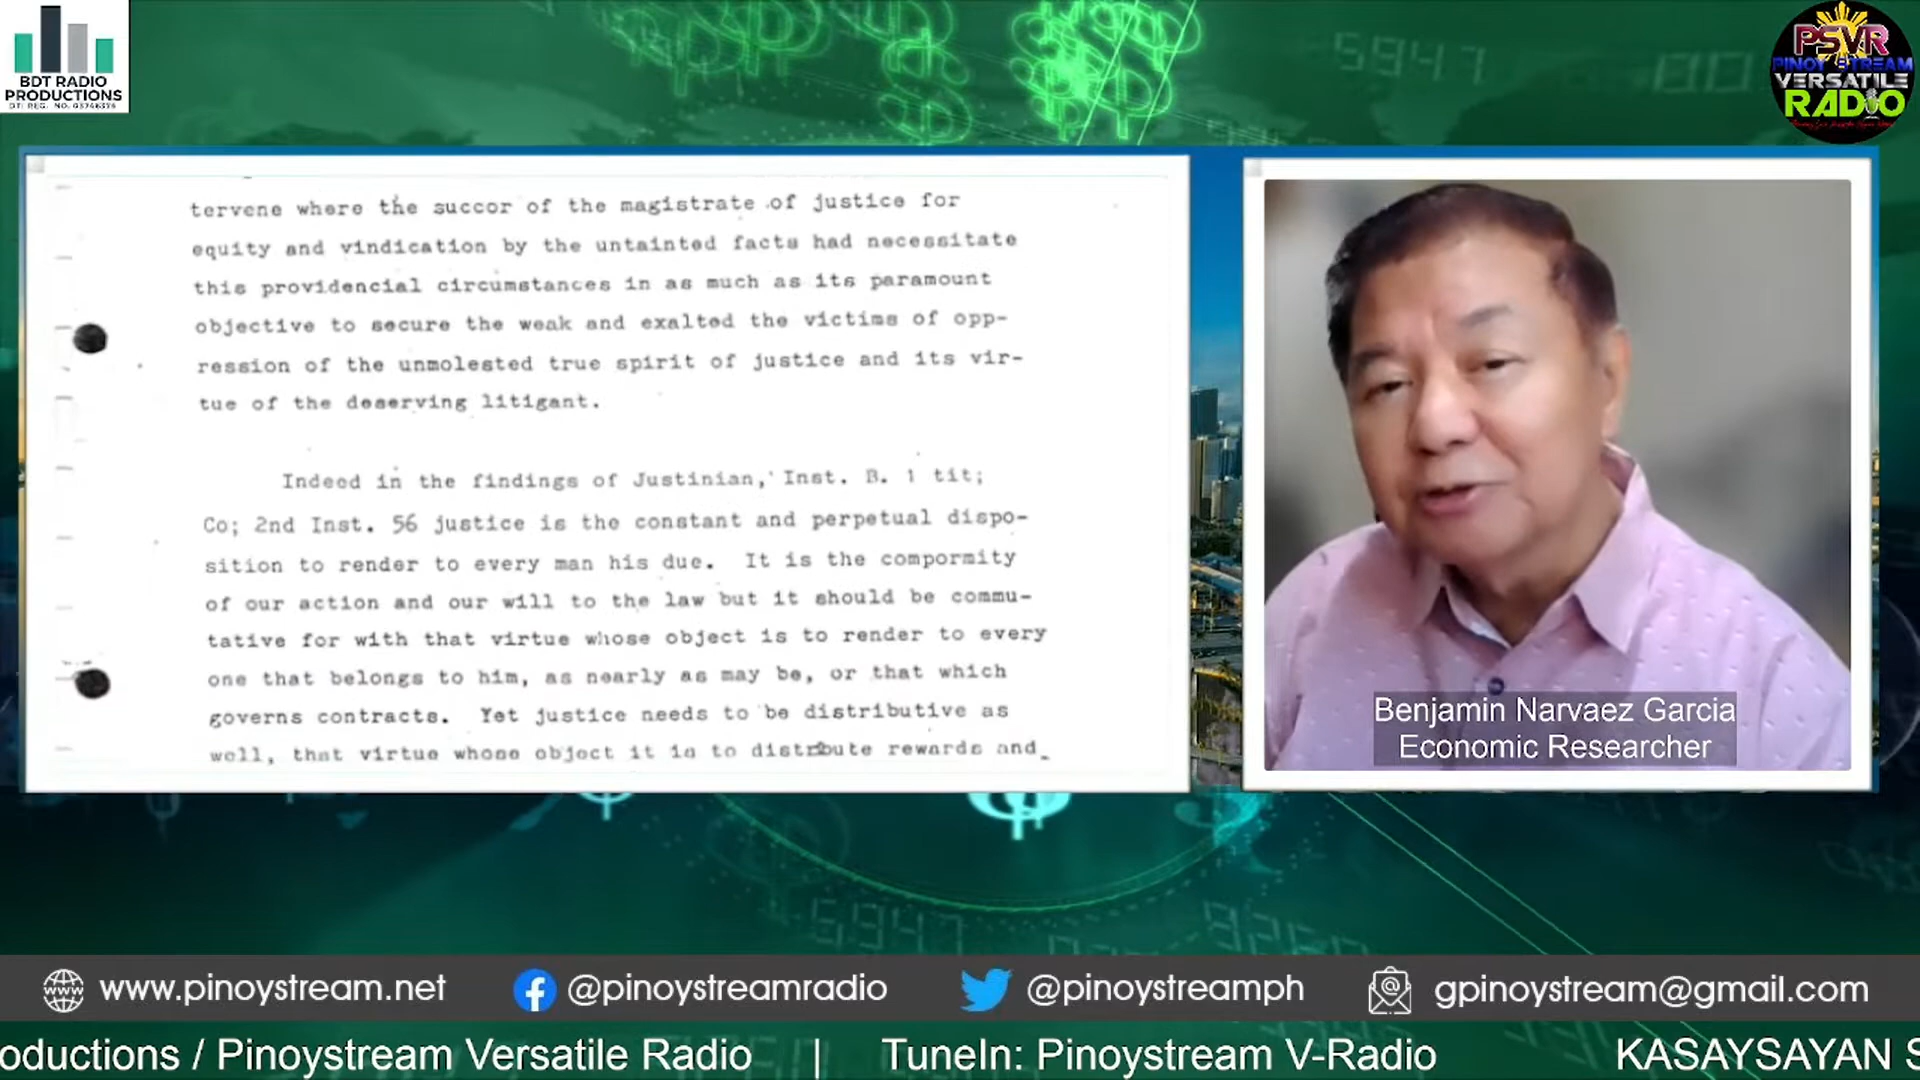 BDT RADIO
PRODUCTIONS
DTI REG. NO. 03746376
PSVR
PINOY STREAM
VERSATILE
RADIO
5847
tervene where the succor of the magistrate of justice for
equity and vindication by the untainted facts had necessitate
this providencial circumstances in as much as its paramount
objective to secure the weak and exalted the victims of opp-
ression of the unmolested true spirit of justice and its vir-
tue of the deserving litigant.
Indeed in the findings of Justinian, Inst. B. 1 tit;
Co; 2nd Inst. 56 justice is the constant and perpetual dispo-
sition to render to every man his due. It is the compormity
of our action and our will to the law but it should be commu-
tative for with that virtue whose object is to render to every
one that belongs to him, as nearly as may be, or that which
governs contracts. Yet justice needs to be distributive as
well, that virtue whose object it is to distribute rewards and
Benjamin Narvaez Garcia
Economic Researcher
www.pinoystream.net
@pinoystreamradio
@pinoystreamph
gpinoystream@gmail.com
oductions / Pinoystream Versatile Radio | TuneIn: Pinoystream V-Radio KASAYSAYAN S